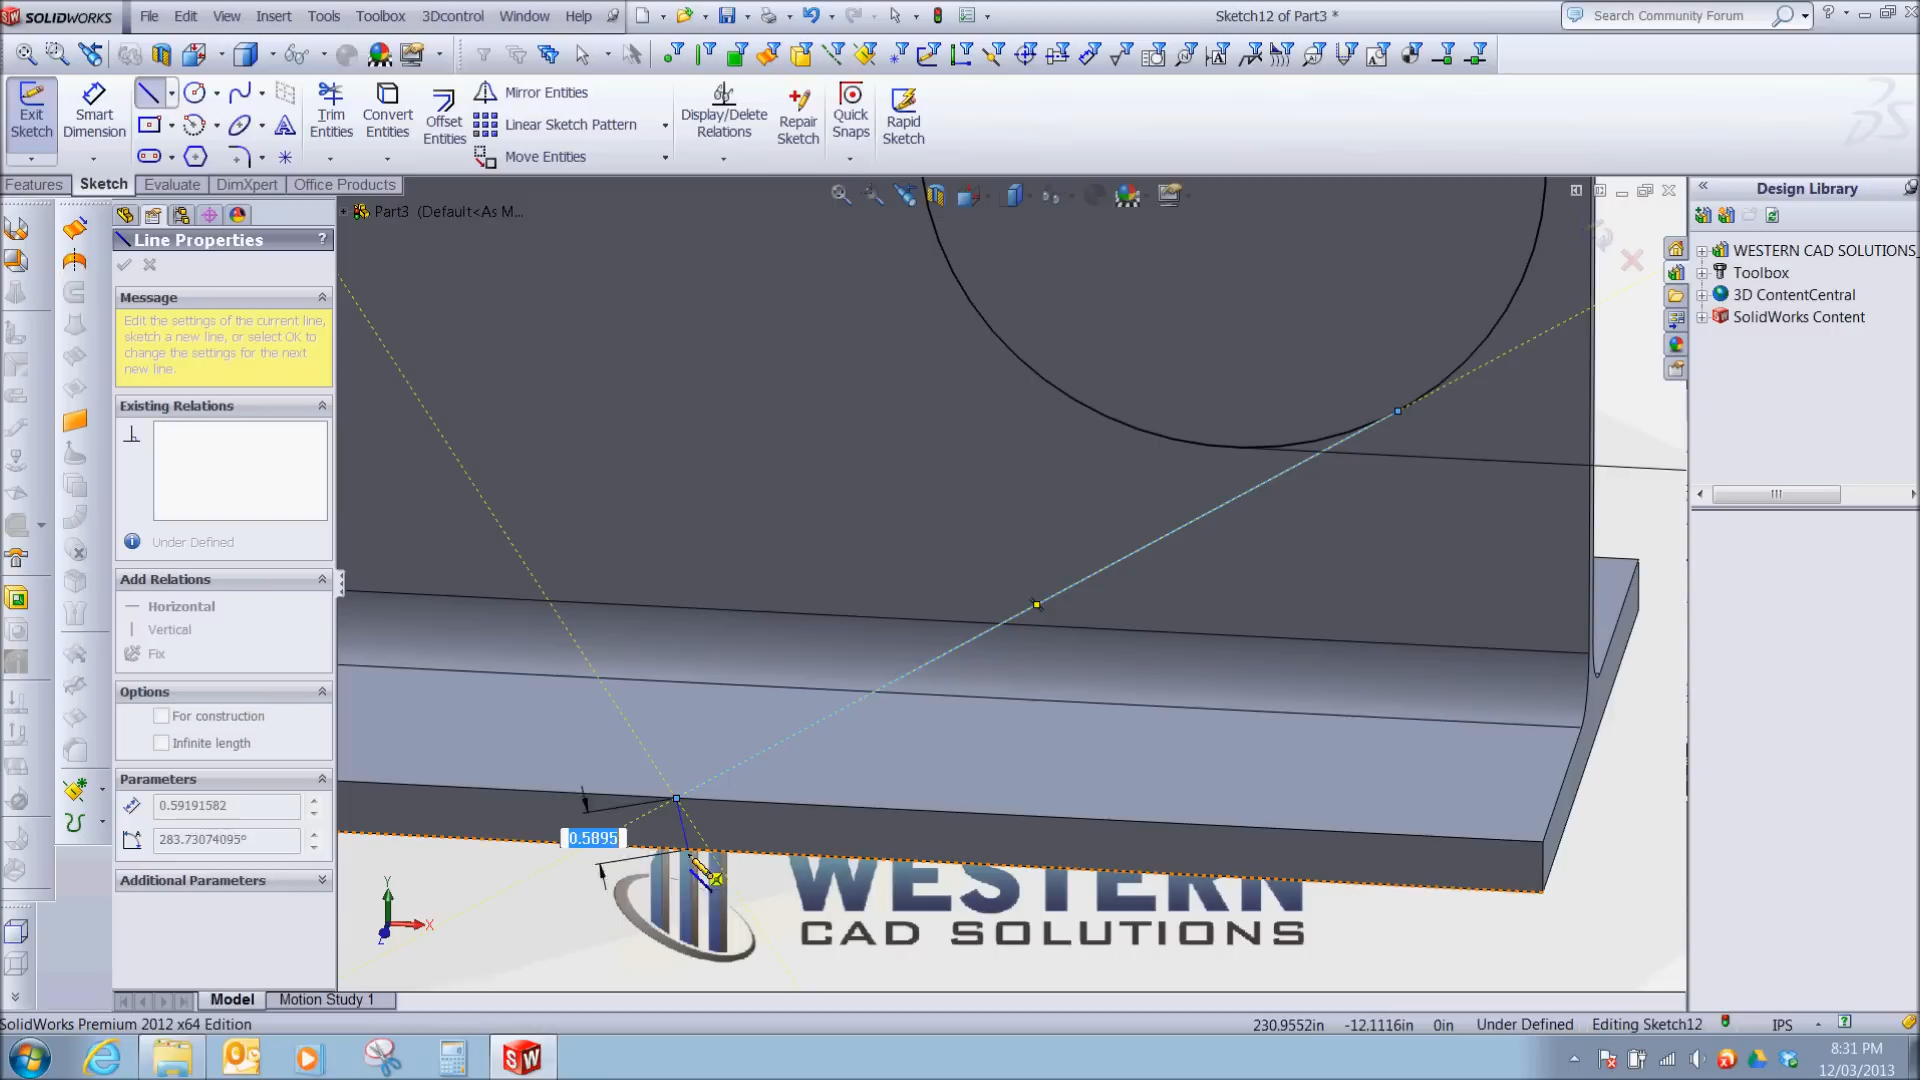 SOLIDWORKS File Edit View Insert Tools Toolbox 3Dcontrol Window Help Sketch12 of Part3 * Search Community Forum
Exit Sketch
Smart Dimension
Trim Entities
Convert Entities
Offset Entities
Mirror Entities
Linear Sketch Pattern
Move Entities
Display/Delete Relations
Repair Sketch
Quick Snaps
Rapid Sketch
Features Sketch Evaluate DimXpert Office Products
Part3 (Default<As M...
Design Library
WESTERN CAD SOLUTIONS
Toolbox
3D ContentCentral
SolidWorks Content
Line Properties ?
Message
Edit the settings of the current line,
sketch a new line, or select OK to
change the settings for the next
new line.
Existing Relations
Under Defined
Add Relations
Horizontal
Vertical
Fix
Options
For construction
Infinite length
Parameters
0.59191582
283.73074095°
Additional Parameters
0.5895
WESTERN
CAD SOLUTIONS
Y
X
Z
Model Motion Study 1
SolidWorks Premium 2012 x64 Edition 230.9552in -12.1116in 0in Under Defined Editing Sketch12 IPS
8:31 PM
12/03/2013